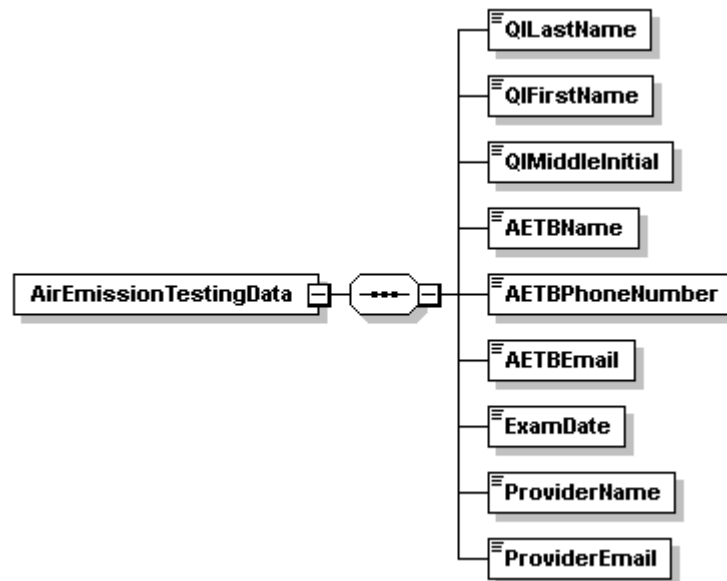 QILastName
QIFirstName
QIMiddleInitial
AETBName
AirEmissionTestingData
AETBPhoneNumber
AETBEmail
ExamDate
ProviderName
ProviderEmail